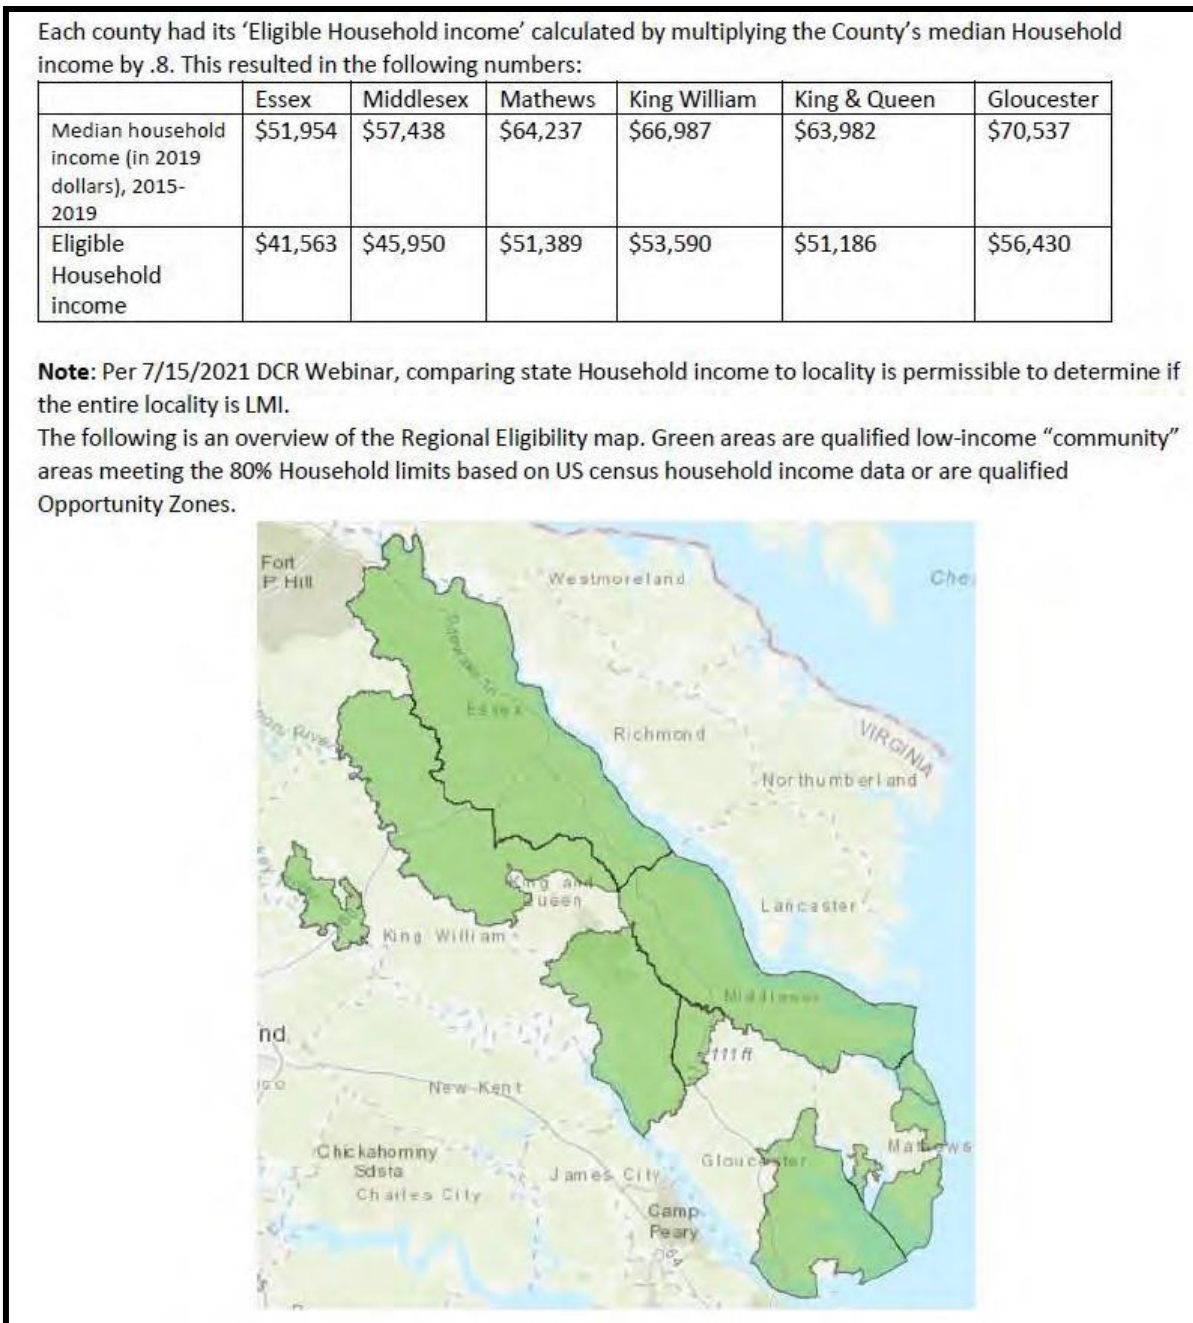 Each county had its ‘Eligible Household income’ calculated by multiplying the County’s median Household
income by .8. This resulted in the following numbers:
Essex Middlesex Mathews King William King & Queen Gloucester
Median household $51,954 $57,438 $64,237 $66,987 $63,982 $70,537
income (in 2019
dollars), 2015-
2019
Eligible $41,563 $45,950 $51,389 $53,590 $51,186 $56,430
Household
income
Note: Per 7/15/2021 DCR Webinar, comparing state Household income to locality is permissible to determine if
the entire locality is LMI.
The following is an overview of the Regional Eligibility map. Green areas are qualified low-income “community”
areas meeting the 80% Household limits based on US census household income data or are qualified
Opportunity Zones.
Fort
P. Hill
Westmoreland
Che
Essex
Richmond
VIRGINIA
River
Northumberland
King and
Queen
Lancaster
King William
Middlesex
nd
111 ft
New Kent
Mathews
Chickahominy
Gloucester
Sdsta
James City
Charles City
Camp
Peary